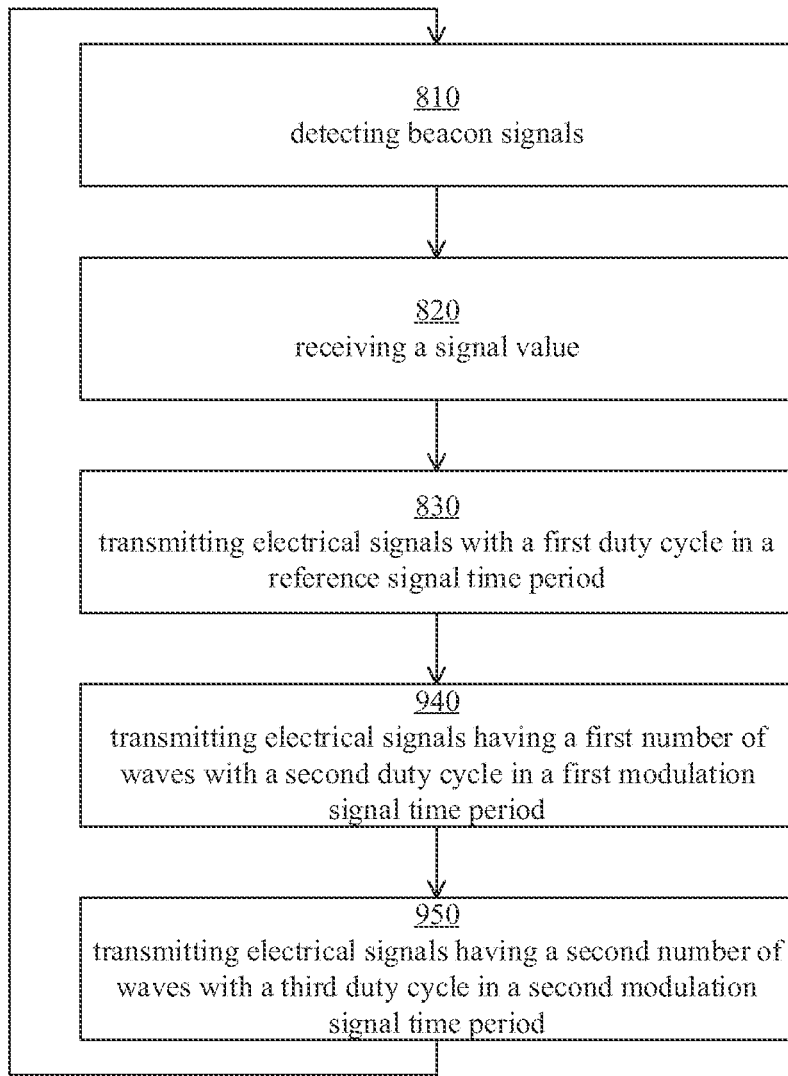 810
detecting beacon signals
820
receiving a signal value
830
transmitting electrical signals with a first duty cycle in a
reference signal time period
940
transmitting electrical signals having a first number of
waves with a second duty cycle in a first modulation
signal time period
950
transmitting electrical signals having a second number of
waves with a third duty cycle in a second modulation
signal time period